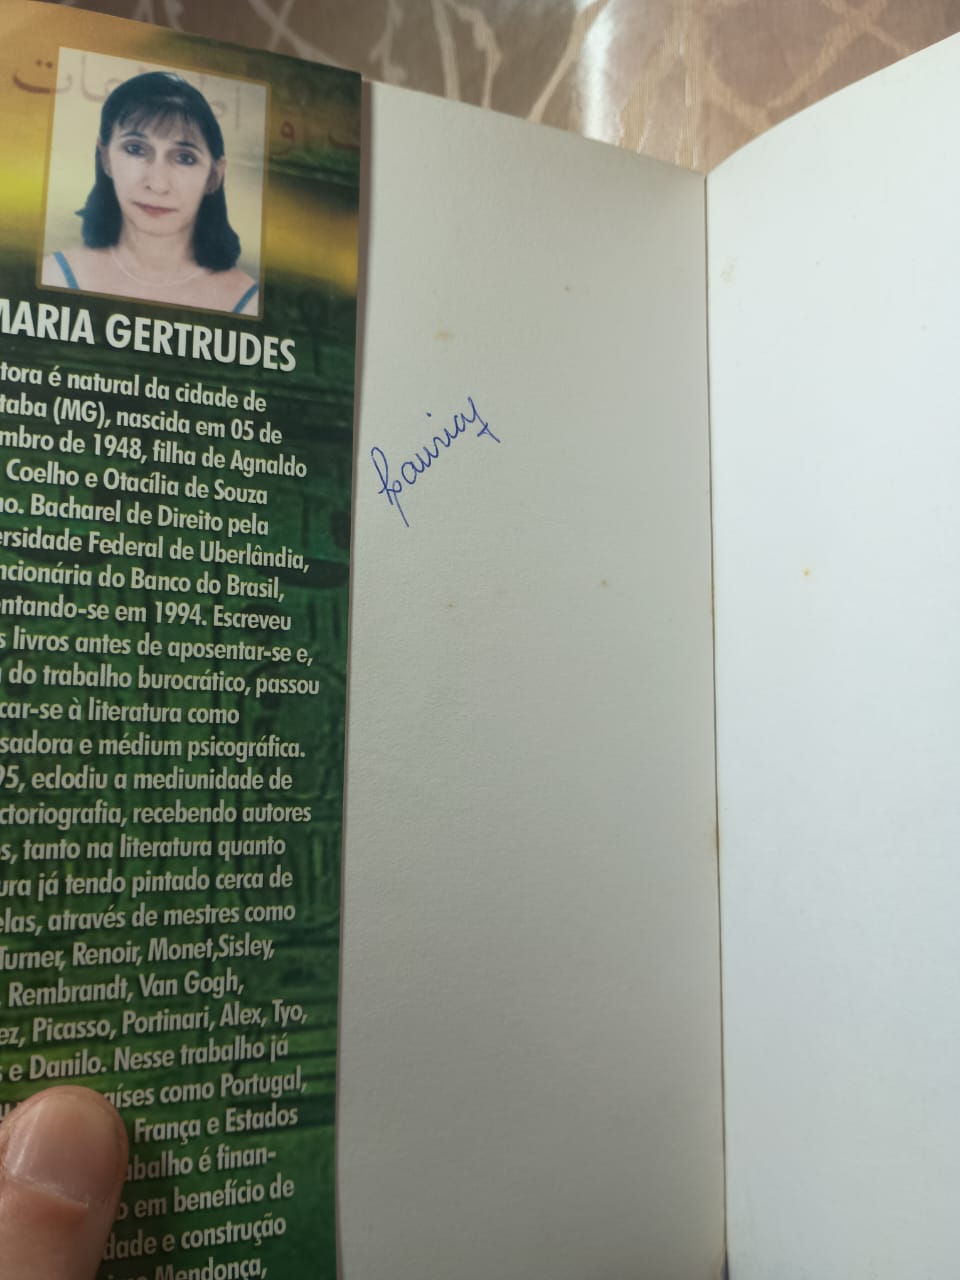 MARIA GERTRUDES
tora é natural da cidade de
taba (MG), nascida em 05 de
mbro de 1948, filha de Agnaldo
Coelho e Otacília de Souza
no. Bacharel de Direito pela
ersidade Federal de Uberlândia,
ncionária do Banco do Brasil,
entando-se em 1994. Escreveu
s livros antes de aposentar-se e,
do trabalho burocrático, passou
car-se à literatura como
sadora e médium psicográfica.
95, eclodiu a mediunidade de
ctoriografia, recebendo autores
s, tanto na literatura quanto
ura já tendo pintado cerca de
elas, através de mestres como
Turner, Renoir, Monet,Sisley,
, Rembrandt, Van Gogh,
ez, Picasso, Portinari, Alex, Tyo,
s e Danilo. Nesse trabalho já
aíses como Portugal,
França e Estados
abalho é finan-
o em benefício de
dade e construção
Mendonça,